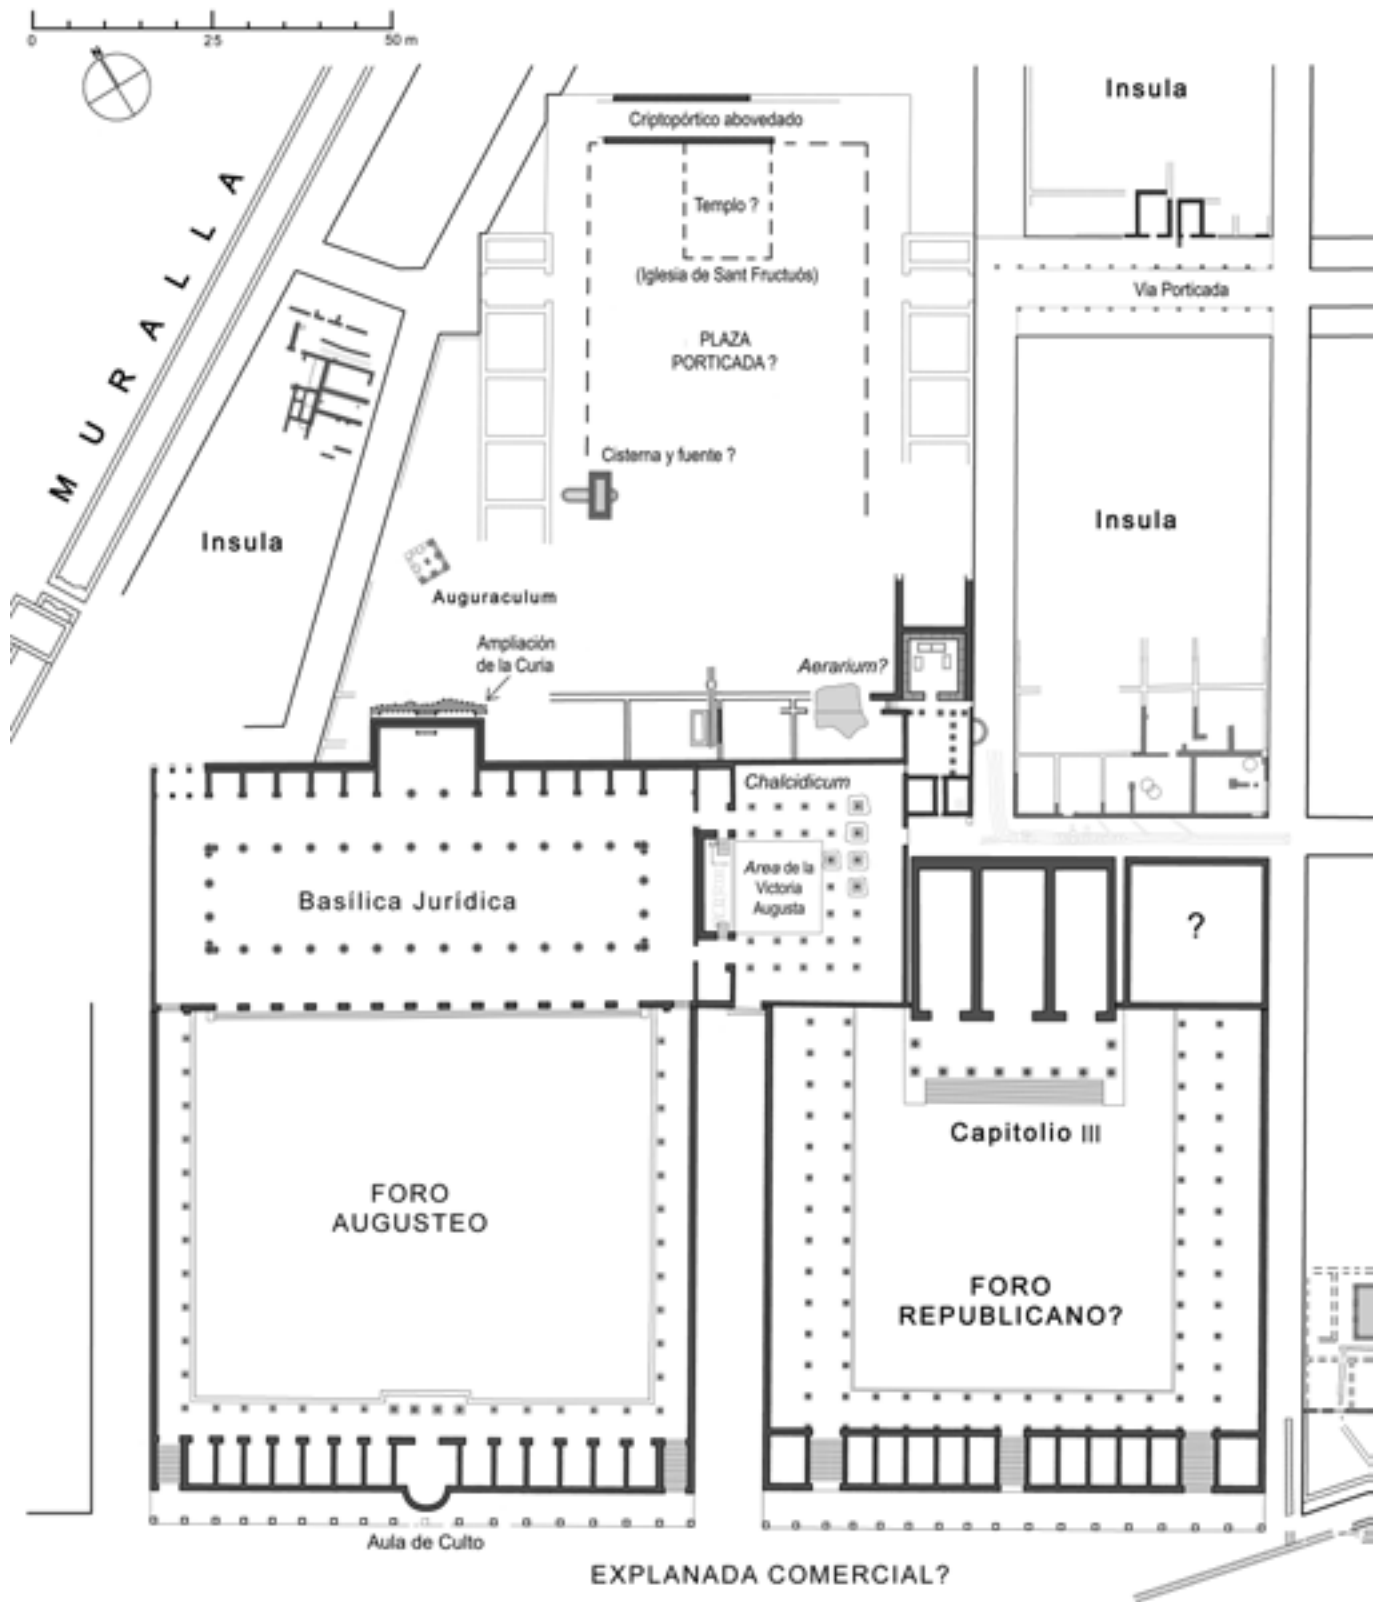 0 25 50 m
N
Insula
Criptopórtico abovedado
MURALLA
Templo ?
(Iglesia de Sant Fructuós)
Via Porticada
PLAZA
PORTICADA ?
Cisterna y fuente ?
Insula
Insula
Auguraculum
Ampliación
de la Curia
Aerarium?
Chalcidicum
Basílica Jurídica
Area de la
Victoria
Augusta
?
Capitolio III
FORO
AUGUSTEO
FORO
REPUBLICANO?
Aula de Culto
EXPLANADA COMERCIAL?